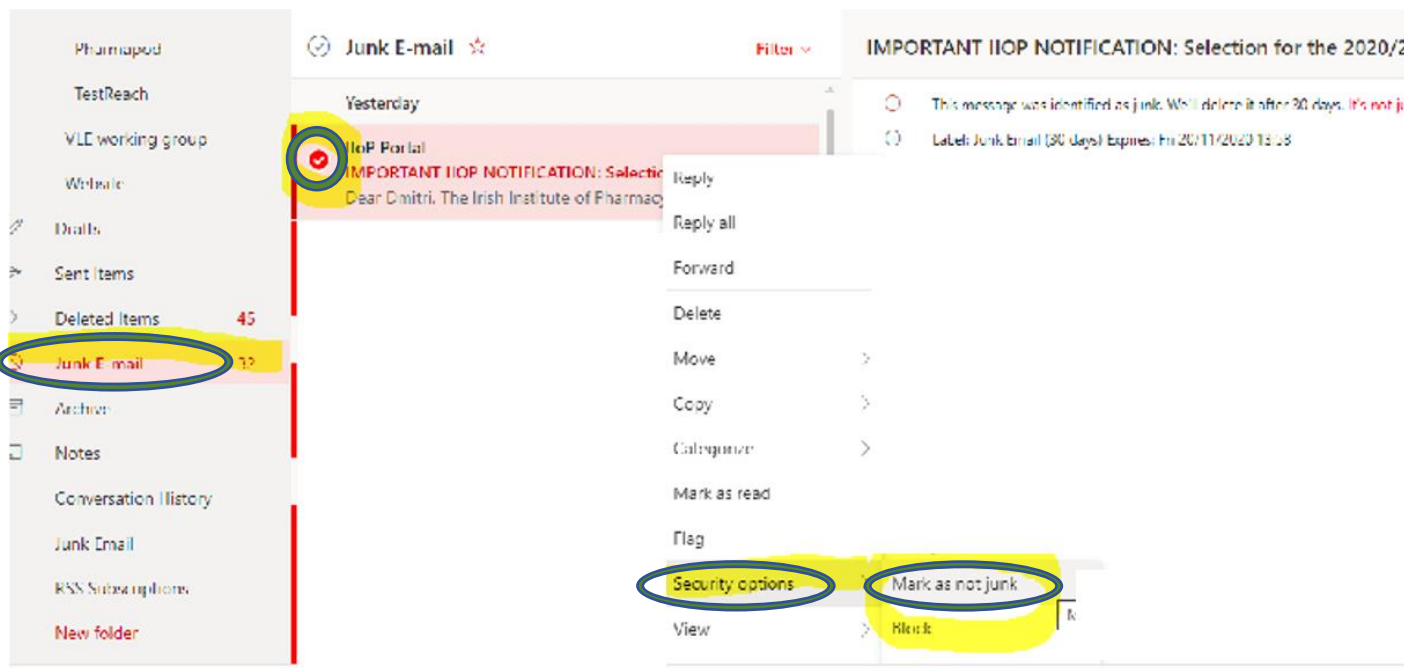 Pharmapod
TestReach
VLE working group
Website
Drafts
Sent Items
Deleted Items 45
Junk E-mail 32
Archive
Notes
Conversation History
Junk Email
RSS Subscriptions
New folder
Junk E-mail
Filter
Yesterday
IIoP Portal
IMPORTANT IIOP NOTIFICATION: Selectio
Dear Dmitri, The Irish Institute of Pharmacy
Reply
Reply all
Forward
Delete
Move
Copy
Categorize
Mark as read
Flag
Security options
View
Mark as not junk
Block
IMPORTANT IIOP NOTIFICATION: Selection for the 2020/2
This message was identified as junk. We'll delete it after 30 days. It's not ju
Label: Junk Email (30 days) Expires: Fri 20/11/2020